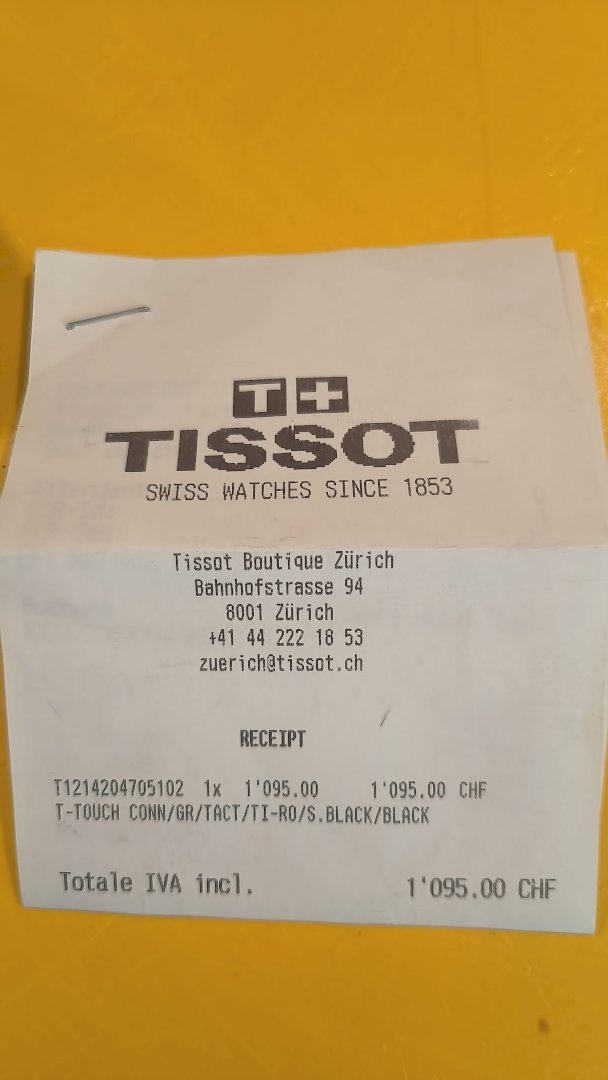 T+
TISSOT
SWISS WATCHES SINCE 1853
Tissot Boutique Zürich
Bahnhofstrasse 94
8001 Zürich
+41 44 222 18 53
zuerich@tissot.ch
RECEIPT
T1214204705102 1x 1'095.00 1'095.00 CHF
T-TOUCH CONN/GR/TACT/TI-RO/S.BLACK/BLACK
Totale IVA incl. 1'095.00 CHF